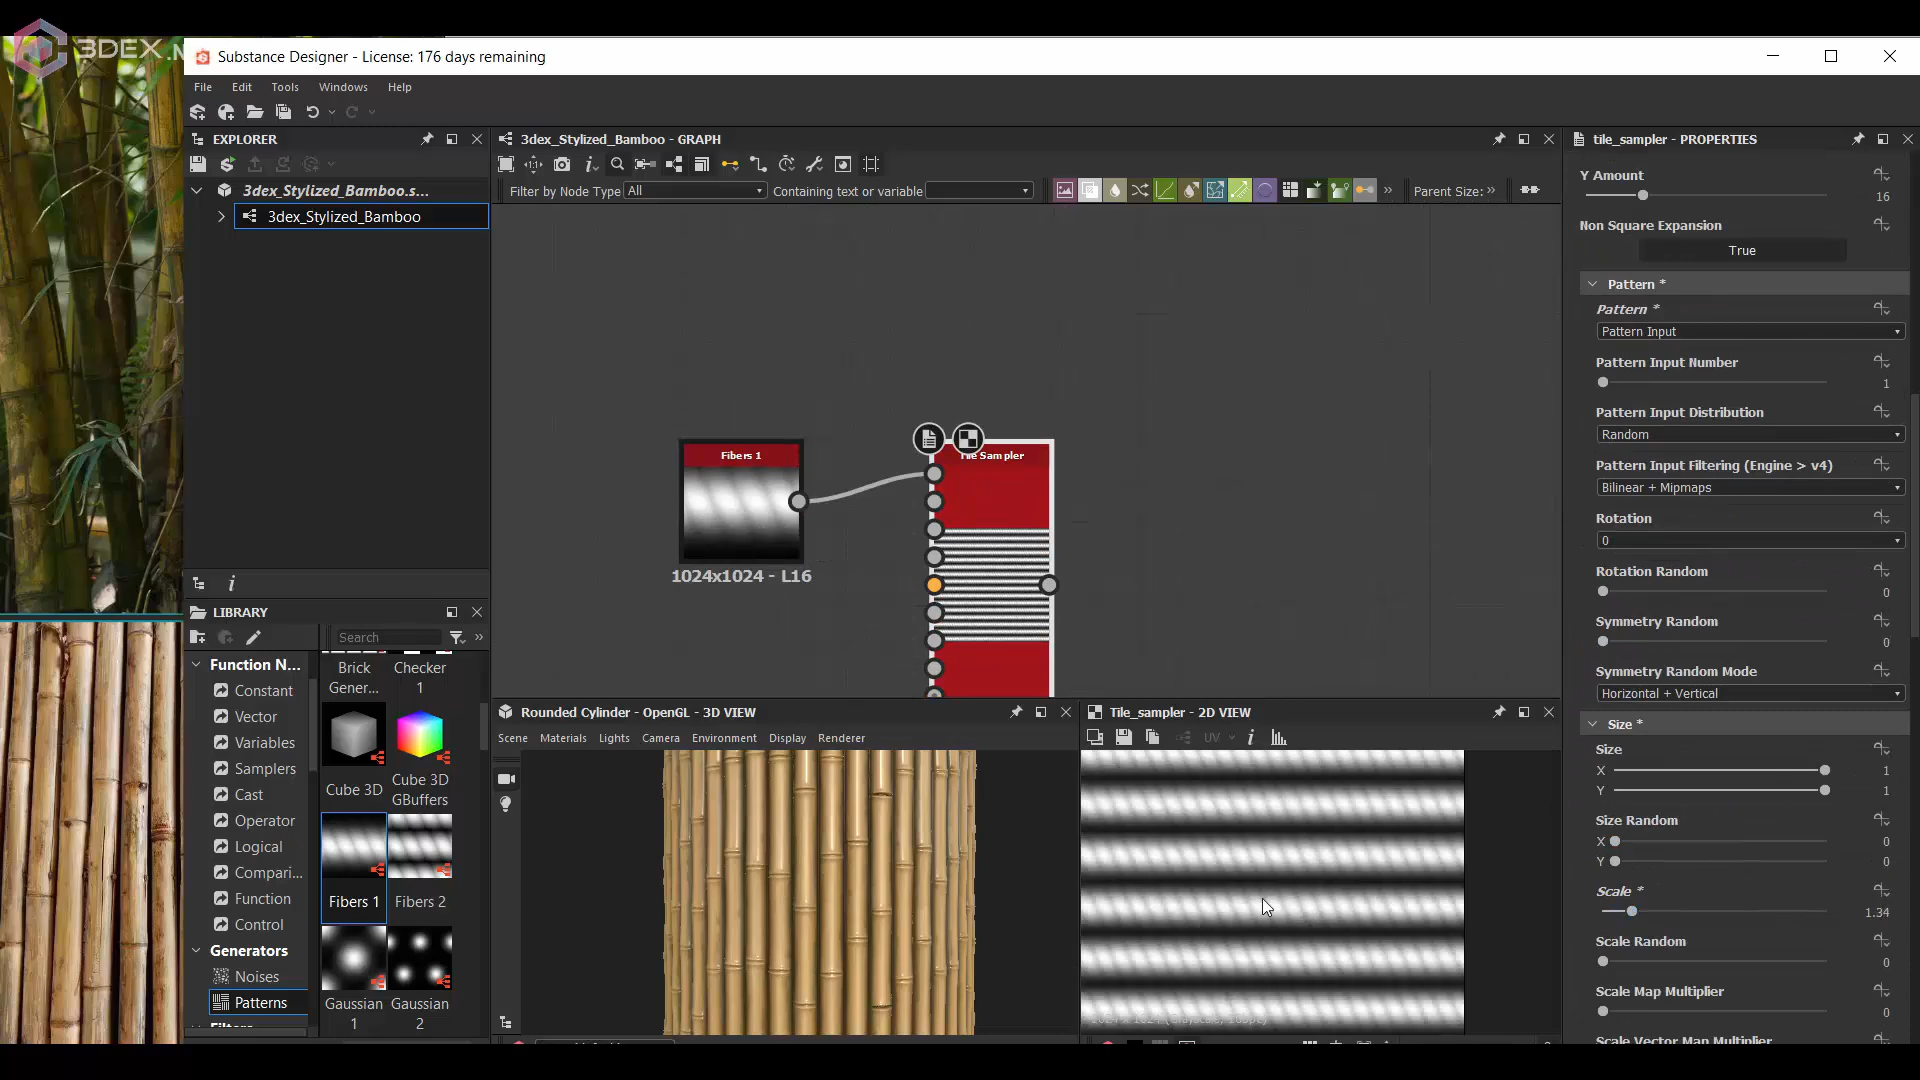 3DEX.N
Substance Designer - License: 176 days remaining
File Edit Tools Windows Help
EXPLORER
3dex_Stylized_Bamboo.s...
3dex_Stylized_Bamboo
3dex_Stylized_Bamboo - GRAPH
Filter by Node Type All Containing text or variable Parent Size:
Fibers 1
1024x1024 - L16
Tile Sampler
LIBRARY
Search
Function N...
Constant
Vector
Variables
Samplers
Cast
Operator
Logical
Compari...
Function
Control
Generators
Noises
Patterns
Filters
Brick Checker
Gener... 1
Cube 3D
Cube 3D
GBuffers
Fibers 1
Fibers 2
Gaussian Gaussian
1 2
Rounded Cylinder - OpenGL - 3D VIEW
Scene Materials Lights Camera Environment Display Renderer
Tile_sampler - 2D VIEW
UV
tile_sampler - PROPERTIES
Y Amount
16
Non Square Expansion
True
Pattern *
Pattern *
Pattern Input
Pattern Input Number
1
Pattern Input Distribution
Random
Pattern Input Filtering (Engine > v4)
Bilinear + Mipmaps
Rotation
0
Rotation Random
0
Symmetry Random
0
Symmetry Random Mode
Horizontal + Vertical
Size *
Size
X 1
Y 1
Size Random
X 0
Y 0
Scale *
1.34
Scale Random
0
Scale Map Multiplier
0
Scale Vector Map Multiplier